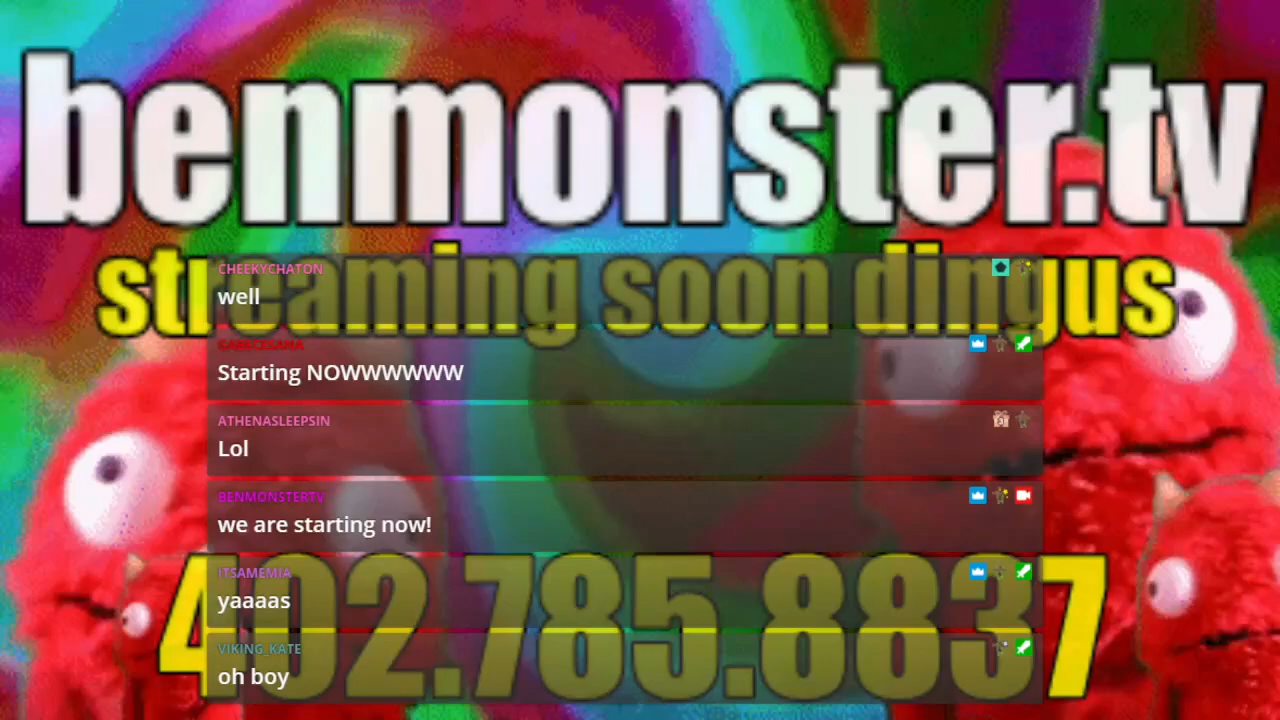 benmonster.tv
streaming soon dingus
CHEEKYCHATON
well
Starting NOWWWWWW
ATHENASLEEPSIN
Lol
BENMONSTERTV
we are starting now!
ITSAMEMIA
yaaaas
VIKING_KATE
oh boy
402.785.8837